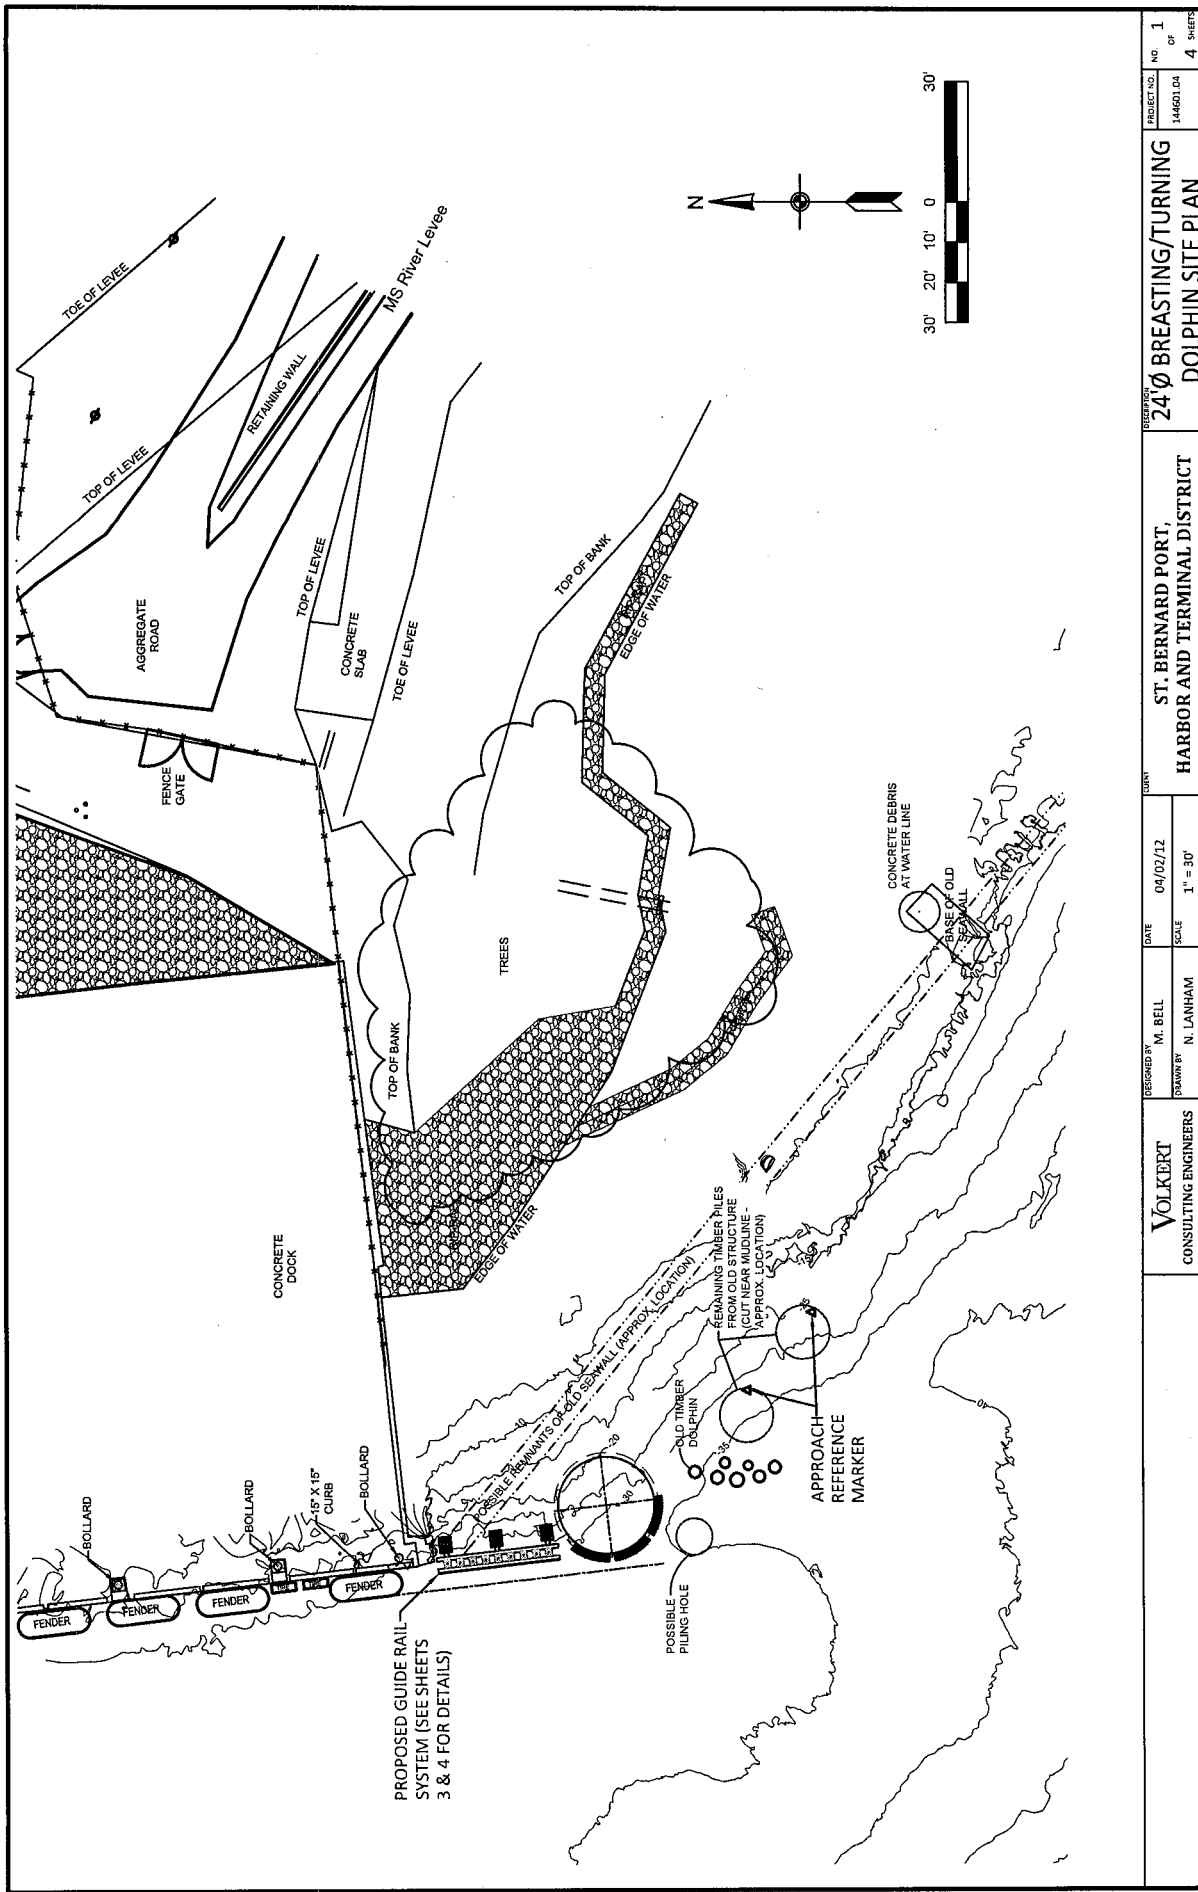 TOE OF LEVEE
MS River Levee
RETAINING WALL
TOP OF LEVEE
AGGREGATE
ROAD
TOP OF LEVEE
CONCRETE
SLAB
TOE OF LEVEE
FENCE
GATE
TOP OF BANK
EDGE OF WATER
TREES
TOP OF BANK
CONCRETE
DOCK
EDGE OF WATER
CONCRETE DEBRIS
AT WATER LINE
BASE OF OLD
SEAWALL
POSSIBLE REMNANTS OF OLD SEAWALL (APPROX. LOCATION)
REMAINING TIMBER PILES
FROM OLD STRUCTURE
(CUT NEAR MUDLINE -
APPROX. LOCATION)
OLD TIMBER
DOLPHIN
APPROACH
REFERENCE
MARKER
POSSIBLE
PILING HOLE
BOLLARD
BOLLARD
15" X 15"
CURB
BOLLARD
FENDER
FENDER
FENDER
FENDER
PROPOSED GUIDE RAIL
SYSTEM (SEE SHEETS
3 & 4 FOR DETAILS)
-10
-20
-30
-35
-35
-40
N
30' 20' 10' 0 30'
VOLKERT
CONSULTING ENGINEERS
DESIGNED BY M. BELL
DRAWN BY N. LANHAM
DATE 04/02/12
SCALE 1" = 30'
CLIENT
ST. BERNARD PORT,
HARBOR AND TERMINAL DISTRICT
DESCRIPTION
24'Ø BREASTING/TURNING
DOLPHIN SITE PLAN
PROJECT NO.
144601.04
NO. 1
OF
4 SHEETS